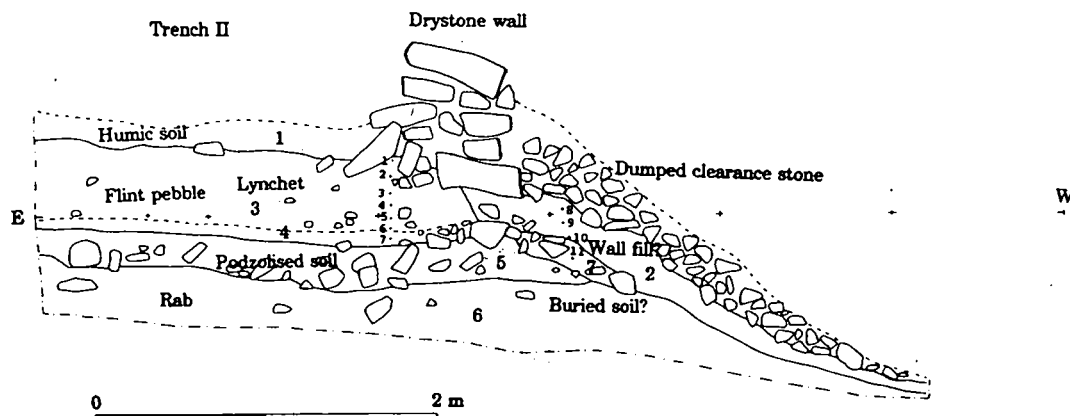 Drystone wall
Trench II
Humic soil
1
Dumped clearance stone
Flint pebble
Lynchet
3
E
W
4
Podzolised soil
Wall fill?
5
7
2
Rab
6
Buried soil?
1
2
3
4
5
6
7
8
9
10
11
0
2 m